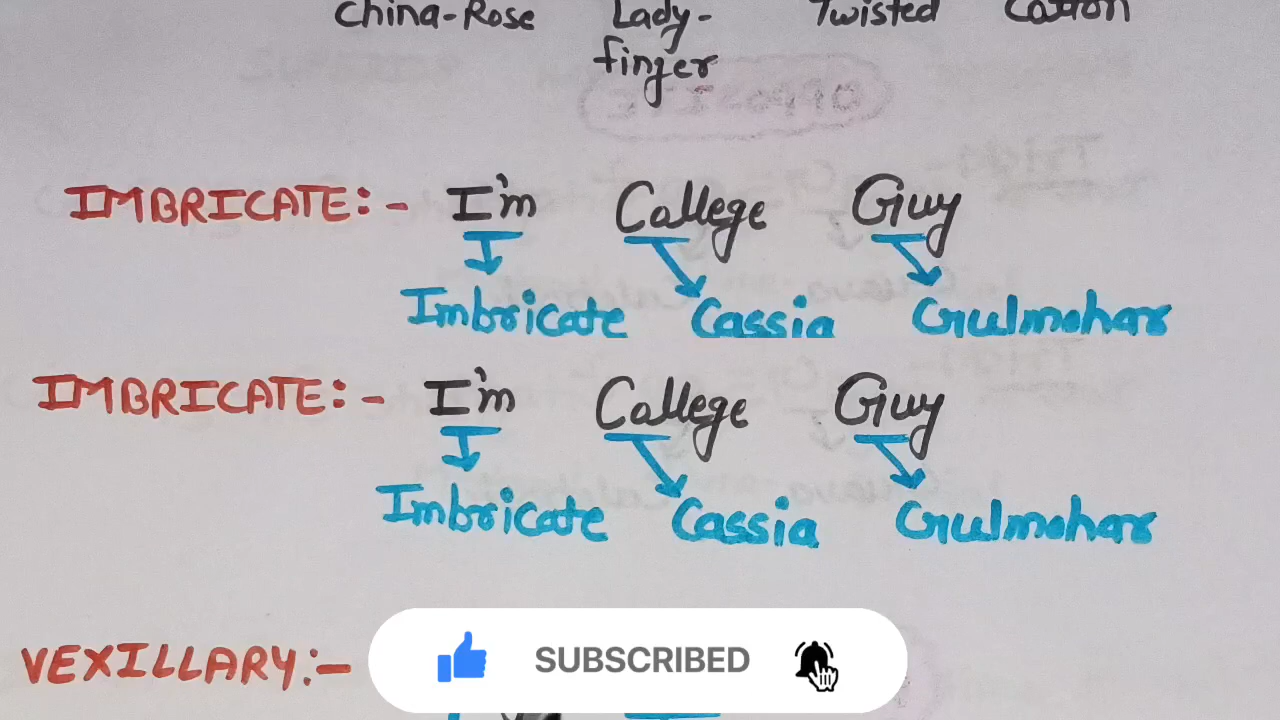 China-Rose Lady- Twisted Cotton
finger
IMBRICATE:- I'm College Guy
Imbricate Cassia Gulmohar
IMBRICATE:- I'm College Guy
Imbricate Cassia Gulmohar
VEXILLARY:-
SUBSCRIBED